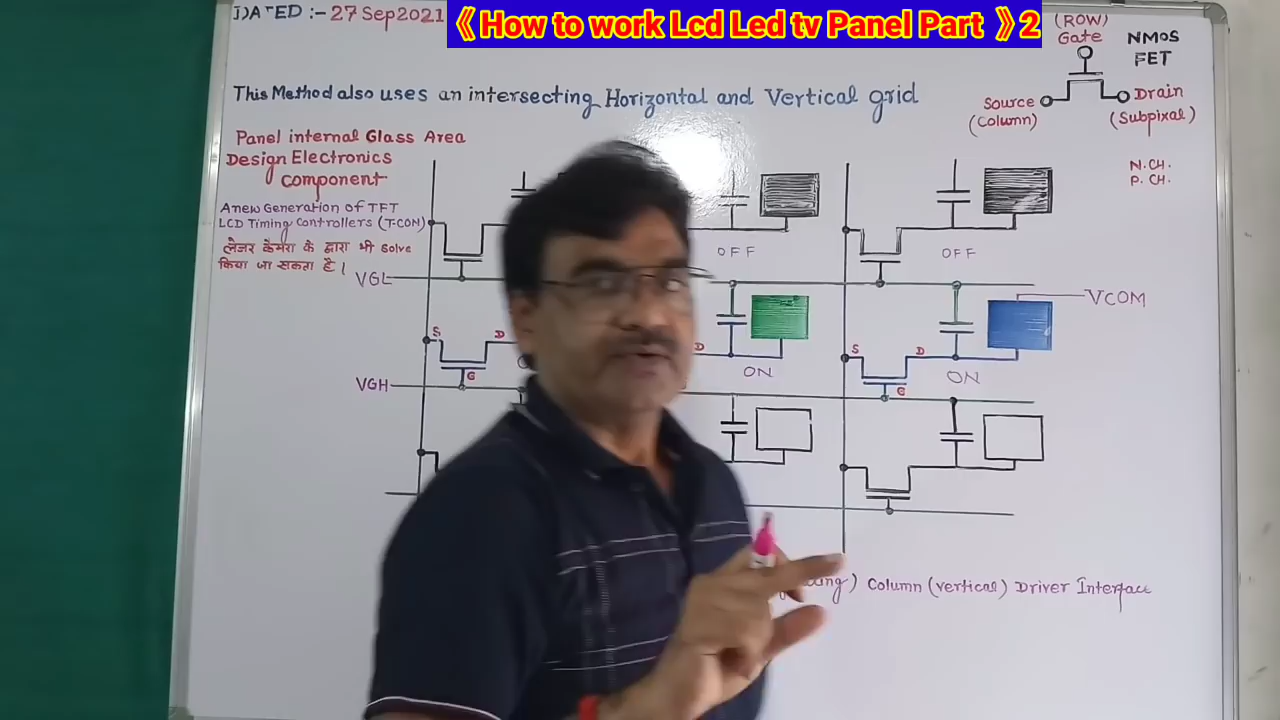 DATED :- 27 Sep2021
《 How to work Lcd Led tv Panel Part 》2
(ROW)
Gate
NMOS
FET
Source
(Column)
Drain
(Subpixal)
N.CH.
P.CH.
This Method also uses an intersecting Horizontal and Vertical grid
Panel internal Glass Area
Design Electronics
component
A new Generation of TFT
LCD Timing Controllers (T-CON)
लेजर कैमरा के द्वारा भी Solve
किया जा सकता है।
OFF
OFF
VGL
VCOM
S
D
D
S
D
G
ON
G
ON
VGH
) Column (vertical) Driver Interface